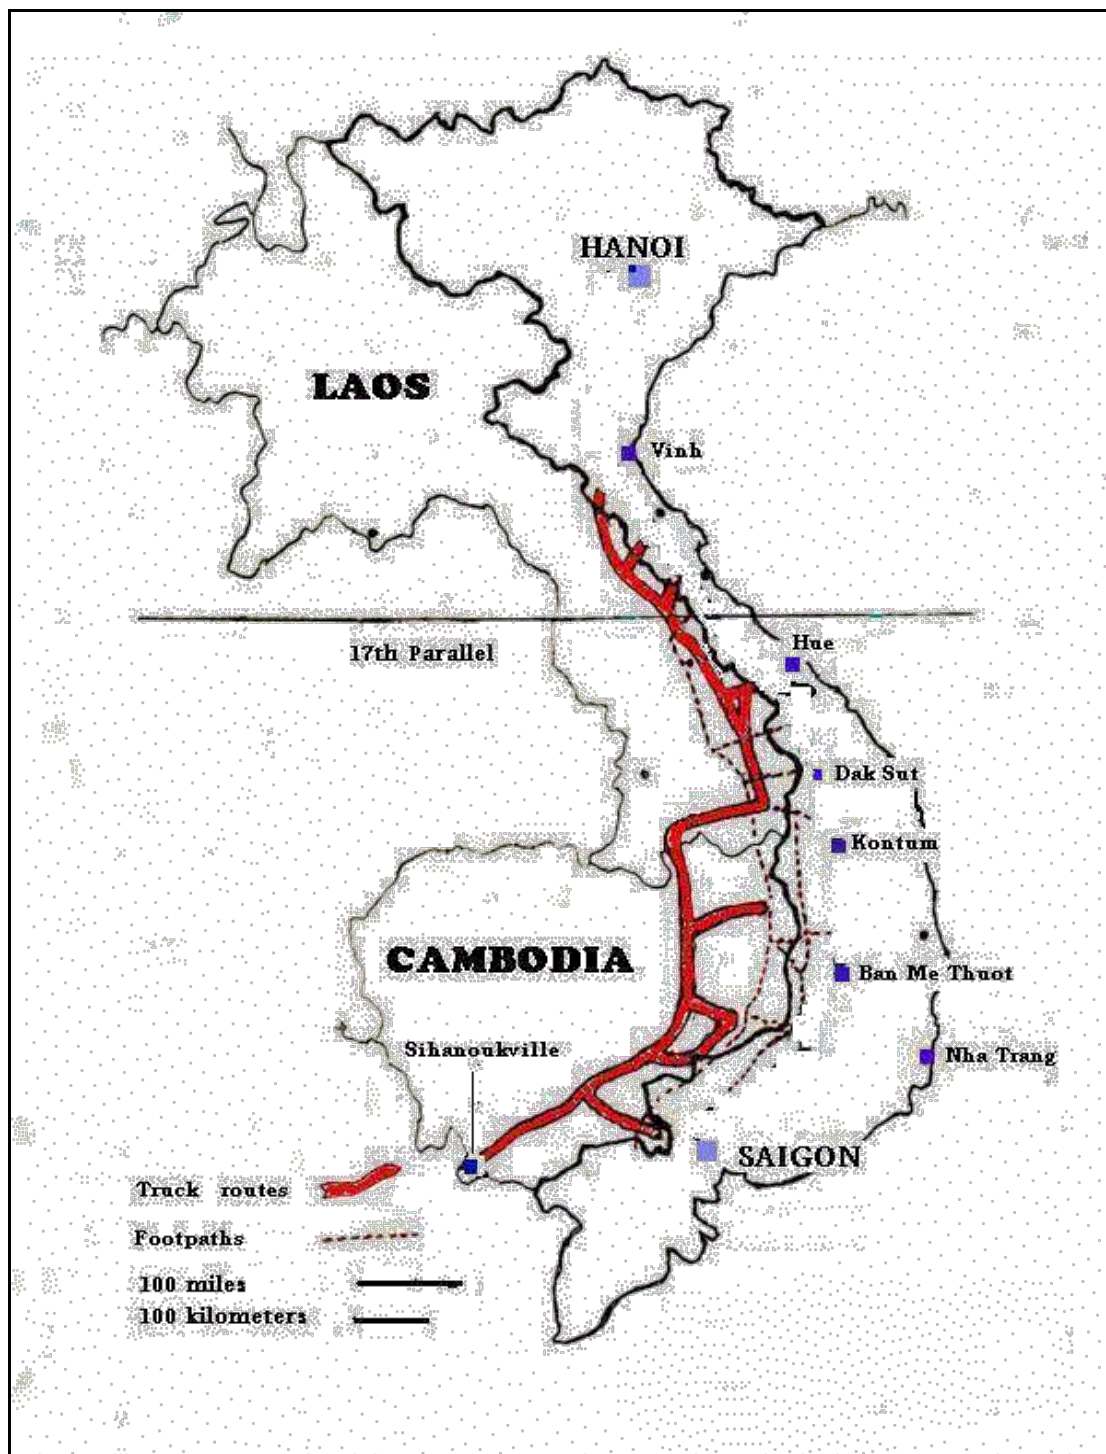 HANOI
LAOS
Vinh
17th Parallel
Hue
Dak Sut
Kontum
CAMBODIA
Ban Me Thuot
Sihanoukville
Nha Trang
SAIGON
Truck routes
Footpaths
100 miles
100 kilometers